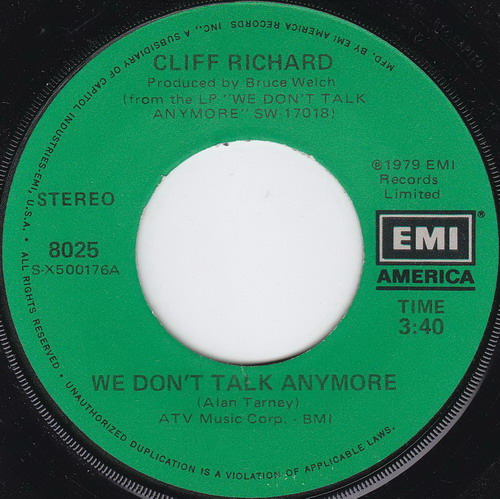 CLIFF RICHARD
Produced by Bruce Welch
(from the LP-"WE DON'T TALK
ANYMORE" SW-17018)
STEREO
8025
S-X500176A
℗1979 EMI
Records
Limited
EMI®
AMERICA
TIME
3:40
WE DON'T TALK ANYMORE
(Alan Tarney)
ATV Music Corp. - BMI
MFD. BY EMI AMERICA RECORDS, INC., A SUBSIDIARY OF CAPITOL INDUSTRIES-EMI, U.S.A. • ALL RIGHTS RESERVED. • UNAUTHORIZED DUPLICATION IS A VIOLATION OF APPLICABLE LAWS.